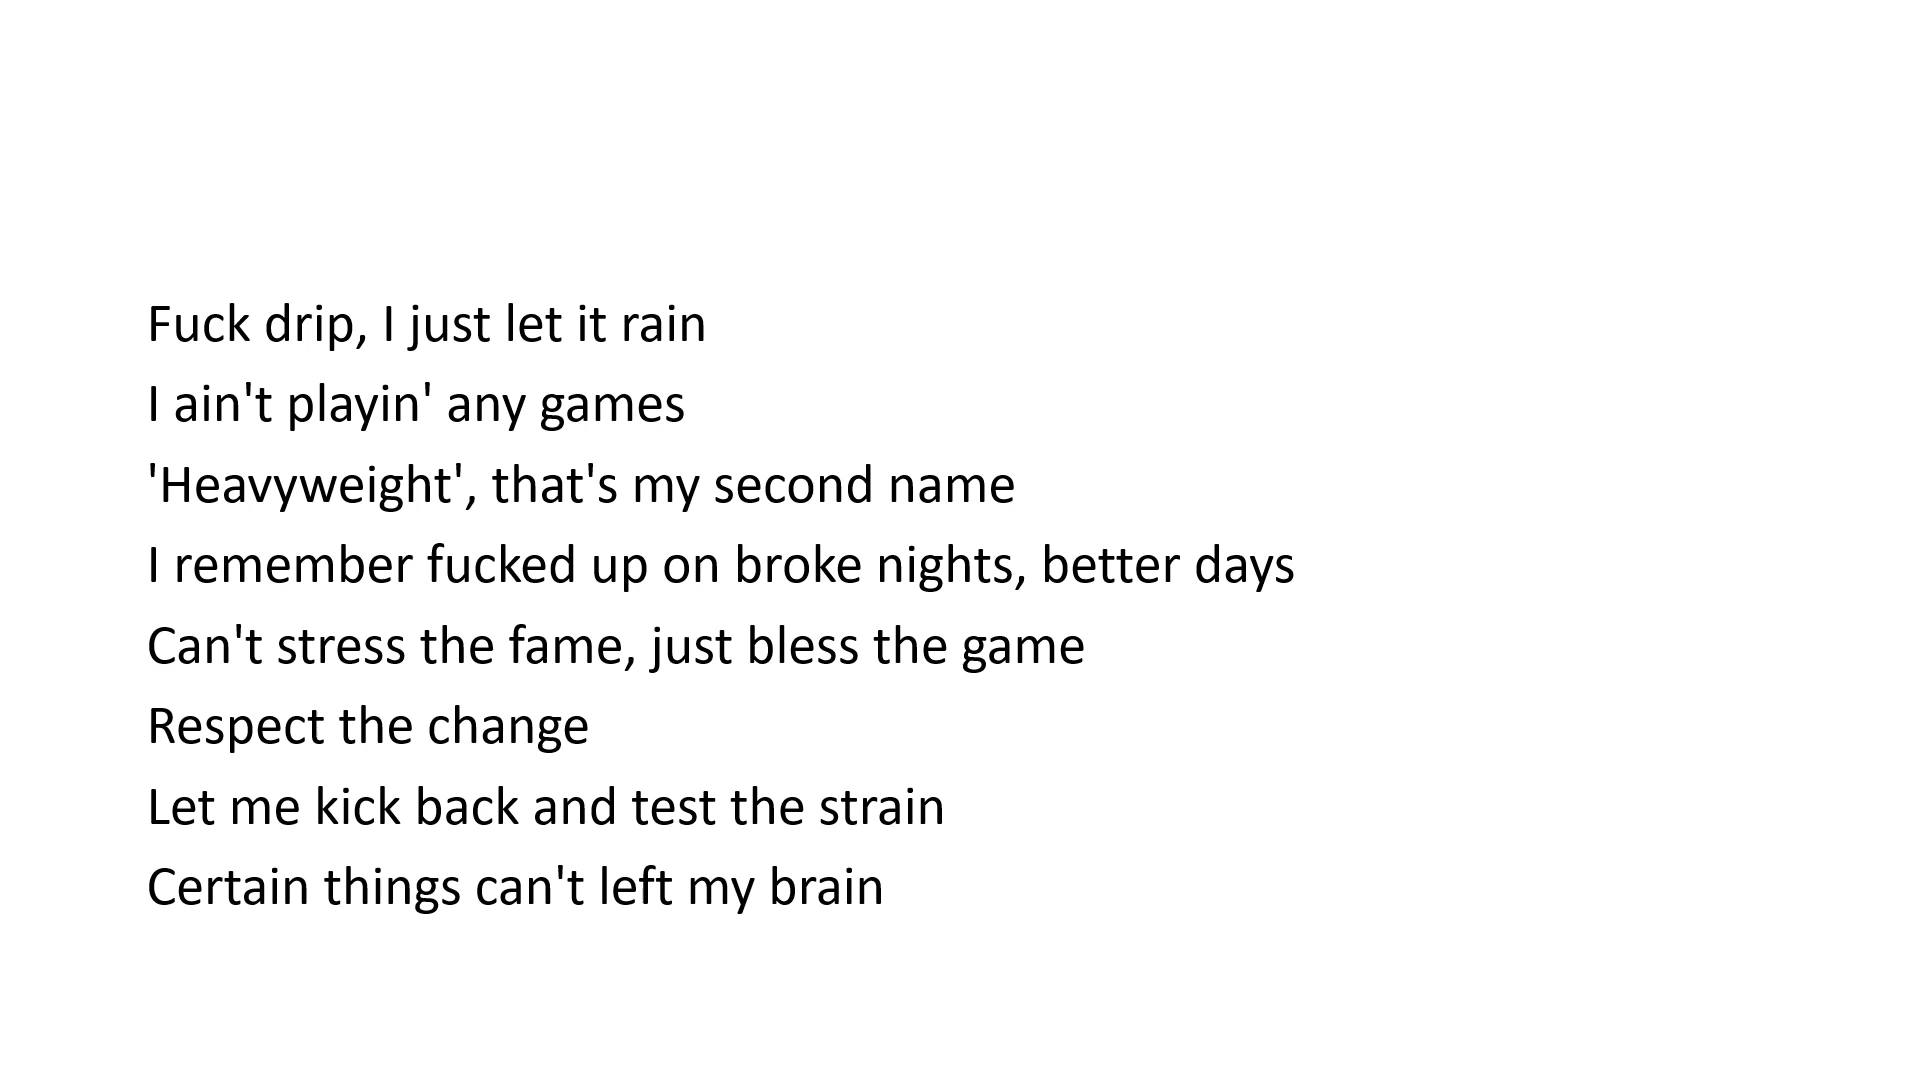 Fuck drip, I just let it rain
I ain't playin' any games
'Heavyweight', that's my second name
I remember fucked up on broke nights, better days
Can't stress the fame, just bless the game
Respect the change
Let me kick back and test the strain
Certain things can't left my brain